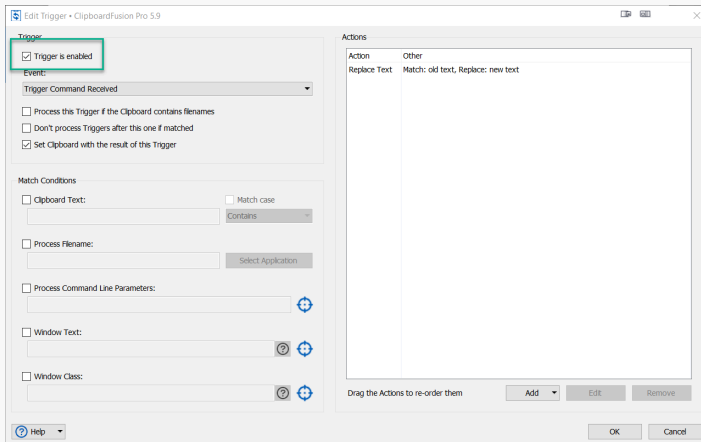 Edit Trigger • ClipboardFusion Pro 5.9
Trigger
Trigger is enabled
Event:
Trigger Command Received
Process this Trigger if the Clipboard contains filenames
Don't process Triggers after this one if matched
Set Clipboard with the result of this Trigger
Match Conditions
Clipboard Text:
Match case
Contains
Process Filename:
Select Application
Process Command Line Parameters:
Window Text:
?
Window Class:
?
Actions
Action Other
Replace Text Match: old text, Replace: new text
Drag the Actions to re-order them
Add
Edit
Remove
? Help
OK
Cancel